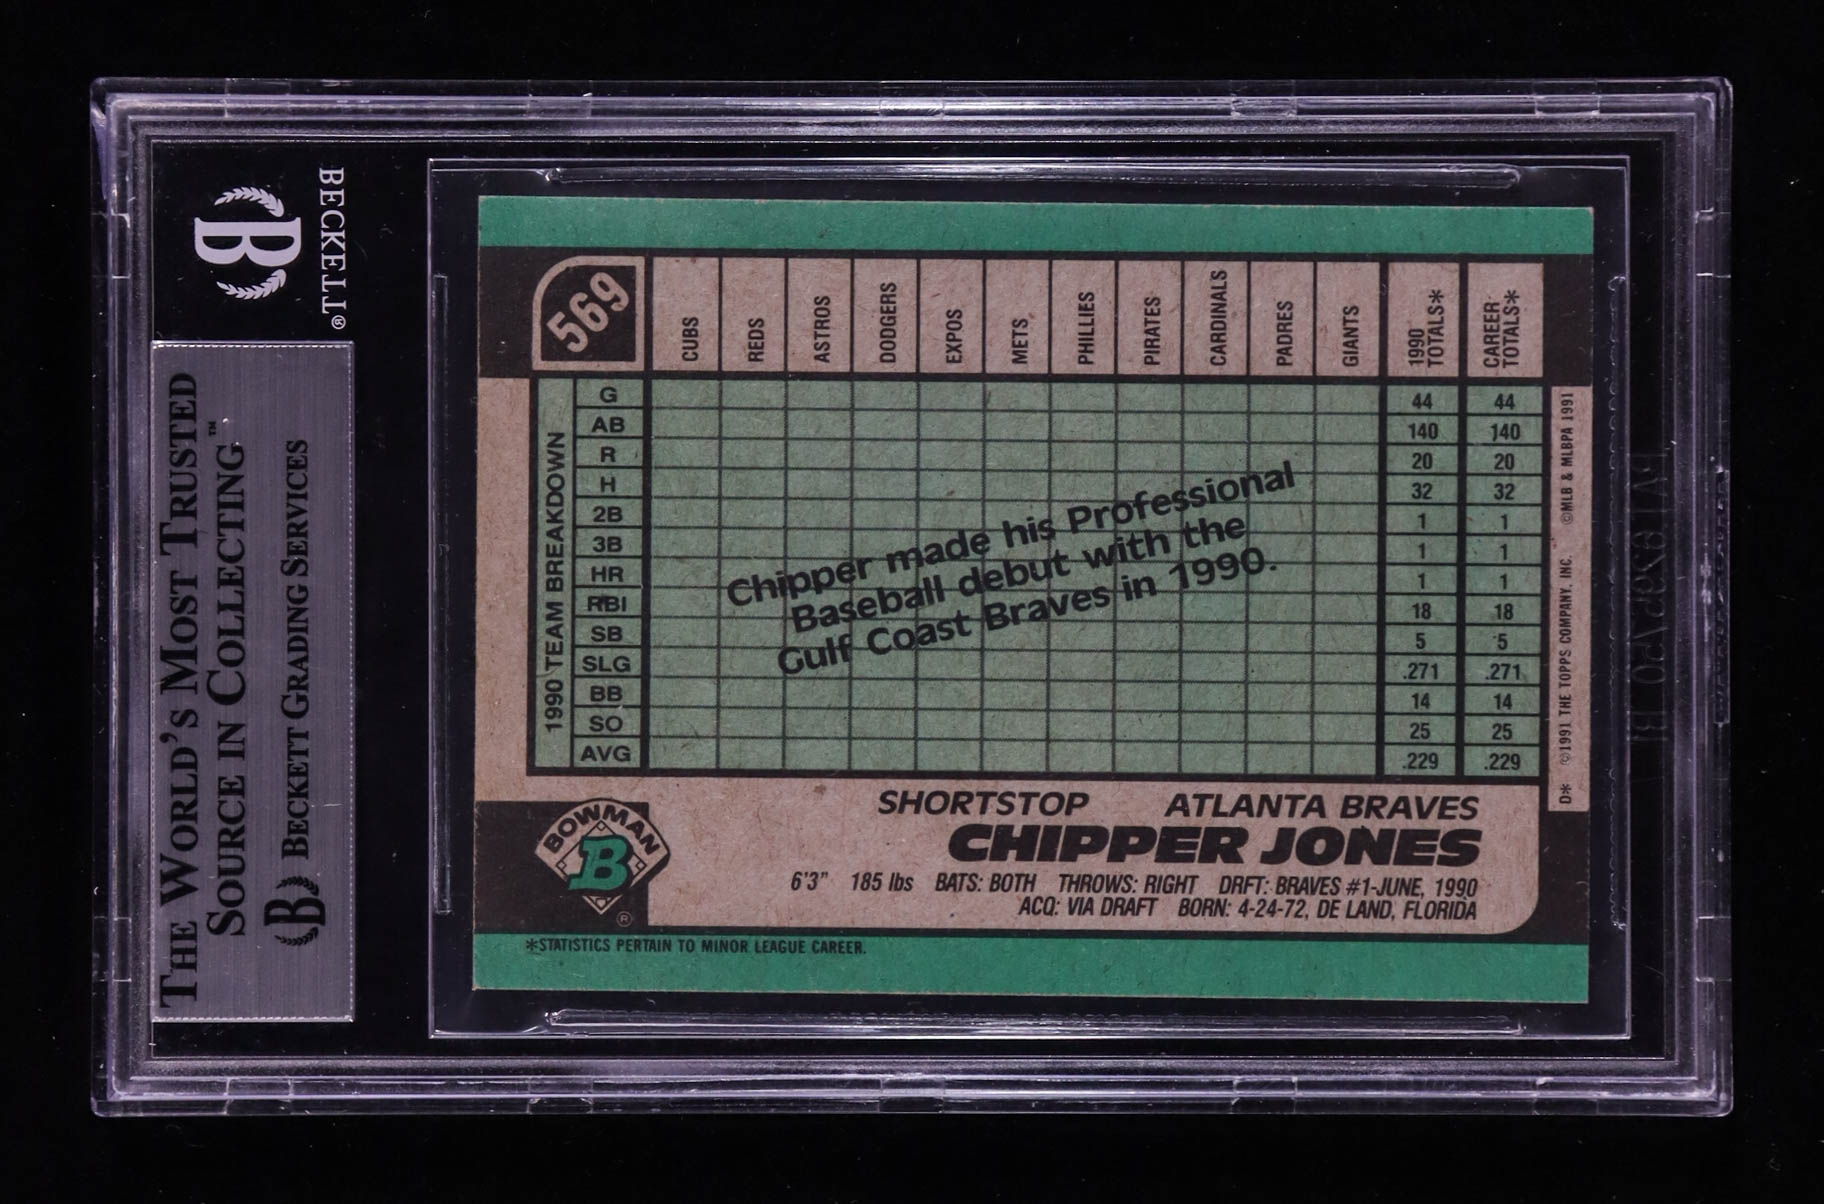 BECKETT®
B
THE WORLD'S MOST TRUSTED
SOURCE IN COLLECTING™
B BECKETT GRADING SERVICES
569
CUBS
REDS
ASTROS
DODGERS
EXPOS
METS
PHILLIES
PIRATES
CARDINALS
PADRES
GIANTS
1990 TOTALS*
CAREER TOTALS*
1990 TEAM BREAKDOWN
G 44 44
AB 140 140
R 20 20
H 32 32
2B 1 1
3B 1 1
HR 1 1
RBI 18 18
SB 5 5
SLG .271 .271
BB 14 14
SO 25 25
AVG .229 .229
Chipper made his Professional
Baseball debut with the
Gulf Coast Braves in 1990.
D* ©1991 THE TOPPS COMPANY, INC. ©MLB & MLBPA 1991
BOWMAN
B
®
SHORTSTOP ATLANTA BRAVES
CHIPPER JONES
6'3" 185 lbs BATS: BOTH THROWS: RIGHT DRFT: BRAVES #1-JUNE, 1990
ACQ: VIA DRAFT BORN: 4-24-72, DE LAND, FLORIDA
*STATISTICS PERTAIN TO MINOR LEAGUE CAREER.